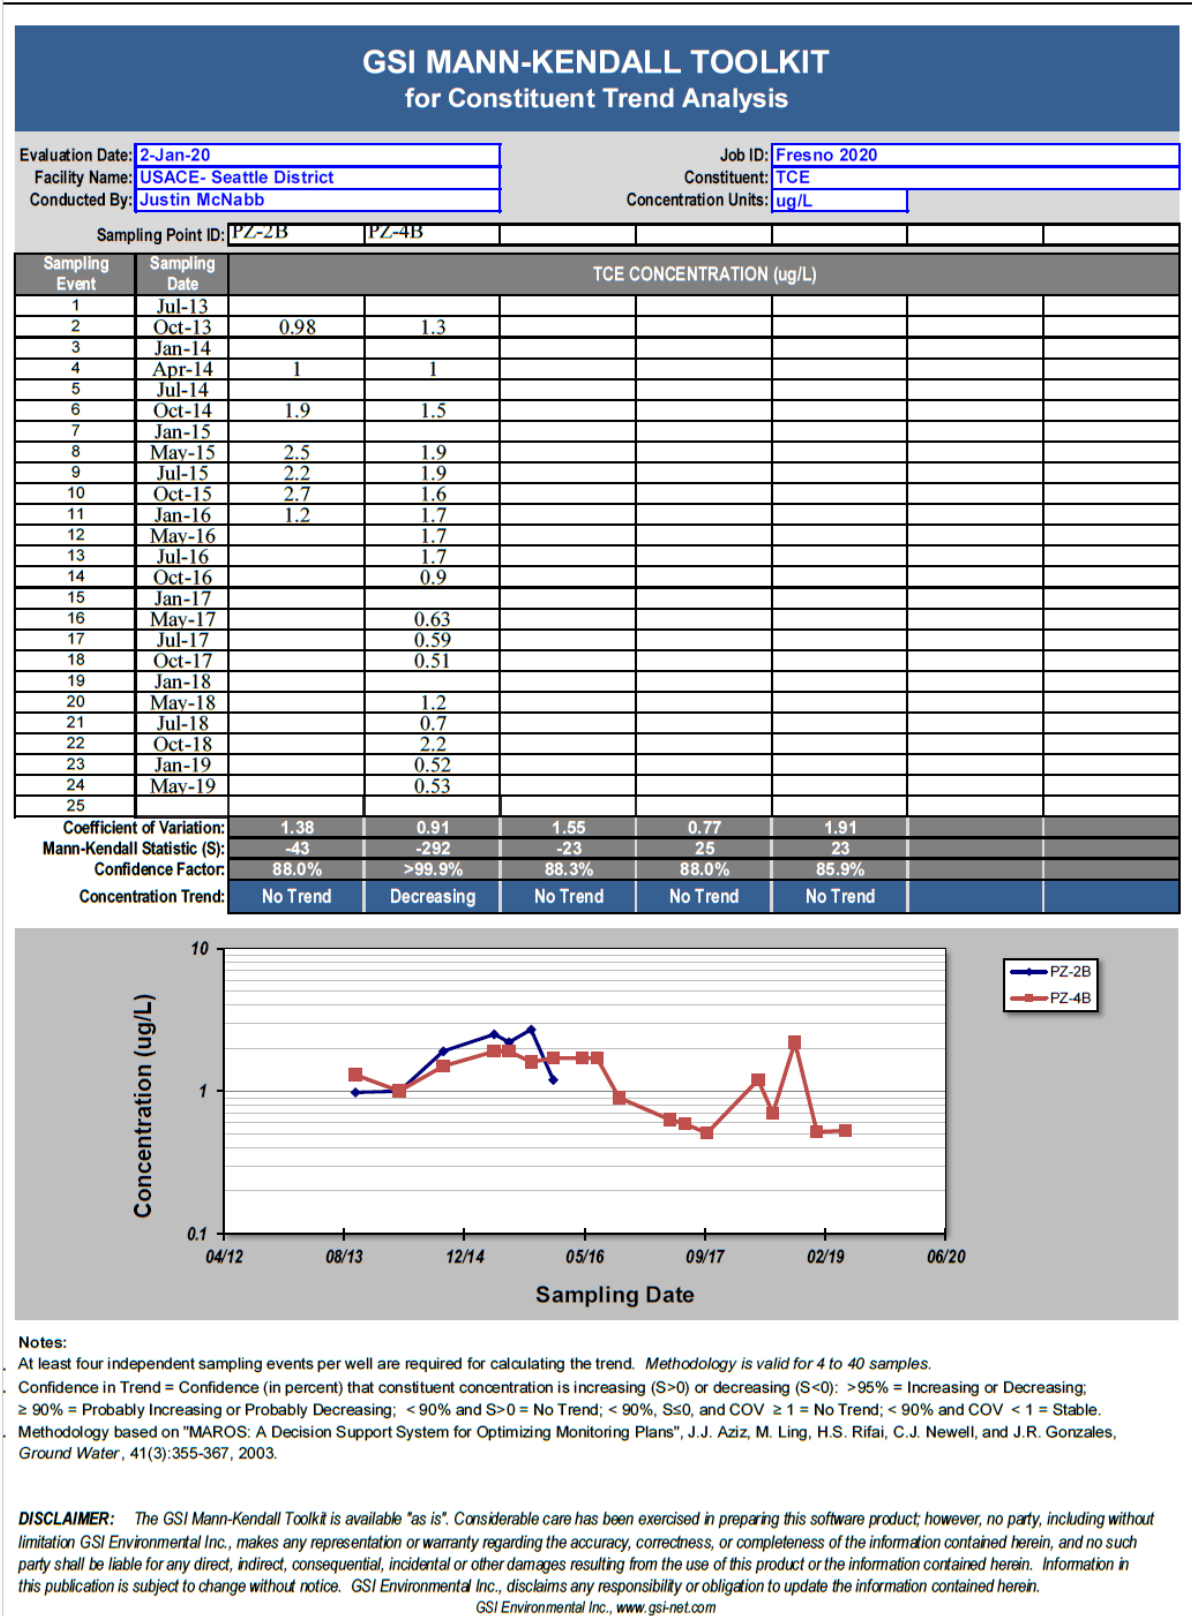 GSI MANN-KENDALL TOOLKIT
for Constituent Trend Analysis
Evaluation Date: 2-Jan-20 Job ID: Fresno 2020
Facility Name: USACE- Seattle District Constituent: TCE
Conducted By: Justin McNabb Concentration Units: ug/L
Sampling Point ID: PZ-2B PZ-4B
Sampling Event Sampling Date TCE CONCENTRATION (ug/L)
1 Jul-13
2 Oct-13 0.98 1.3
3 Jan-14
4 Apr-14 1 1
5 Jul-14
6 Oct-14 1.9 1.5
7 Jan-15
8 May-15 2.5 1.9
9 Jul-15 2.2 1.9
10 Oct-15 2.7 1.6
11 Jan-16 1.2 1.7
12 May-16 1.7
13 Jul-16 1.7
14 Oct-16 0.9
15 Jan-17
16 May-17 0.63
17 Jul-17 0.59
18 Oct-17 0.51
19 Jan-18
20 May-18 1.2
21 Jul-18 0.7
22 Oct-18 2.2
23 Jan-19 0.52
24 May-19 0.53
25
Coefficient of Variation: 1.38 0.91 1.55 0.77 1.91
Mann-Kendall Statistic (S): -43 -292 -23 25 23
Confidence Factor: 88.0% >99.9% 88.3% 88.0% 85.9%
Concentration Trend: No Trend Decreasing No Trend No Trend No Trend
Concentration (ug/L)
10
1
0.1
04/12 08/13 12/14 05/16 09/17 02/19 06/20
Sampling Date
PZ-2B
PZ-4B
Notes:
. At least four independent sampling events per well are required for calculating the trend. Methodology is valid for 4 to 40 samples.
. Confidence in Trend = Confidence (in percent) that constituent concentration is increasing (S>0) or decreasing (S<0): >95% = Increasing or Decreasing;
≥ 90% = Probably Increasing or Probably Decreasing; < 90% and S>0 = No Trend; < 90%, S≤0, and COV ≥ 1 = No Trend; < 90% and COV < 1 = Stable.
. Methodology based on "MAROS: A Decision Support System for Optimizing Monitoring Plans", J.J. Aziz, M. Ling, H.S. Rifai, C.J. Newell, and J.R. Gonzales,
Ground Water, 41(3):355-367, 2003.
DISCLAIMER: The GSI Mann-Kendall Toolkit is available "as is". Considerable care has been exercised in preparing this software product; however, no party, including without
limitation GSI Environmental Inc., makes any representation or warranty regarding the accuracy, correctness, or completeness of the information contained herein, and no such
party shall be liable for any direct, indirect, consequential, incidental or other damages resulting from the use of this product or the information contained herein. Information in
this publication is subject to change without notice. GSI Environmental Inc., disclaims any responsibility or obligation to update the information contained herein.
GSI Environmental Inc., www.gsi-net.com